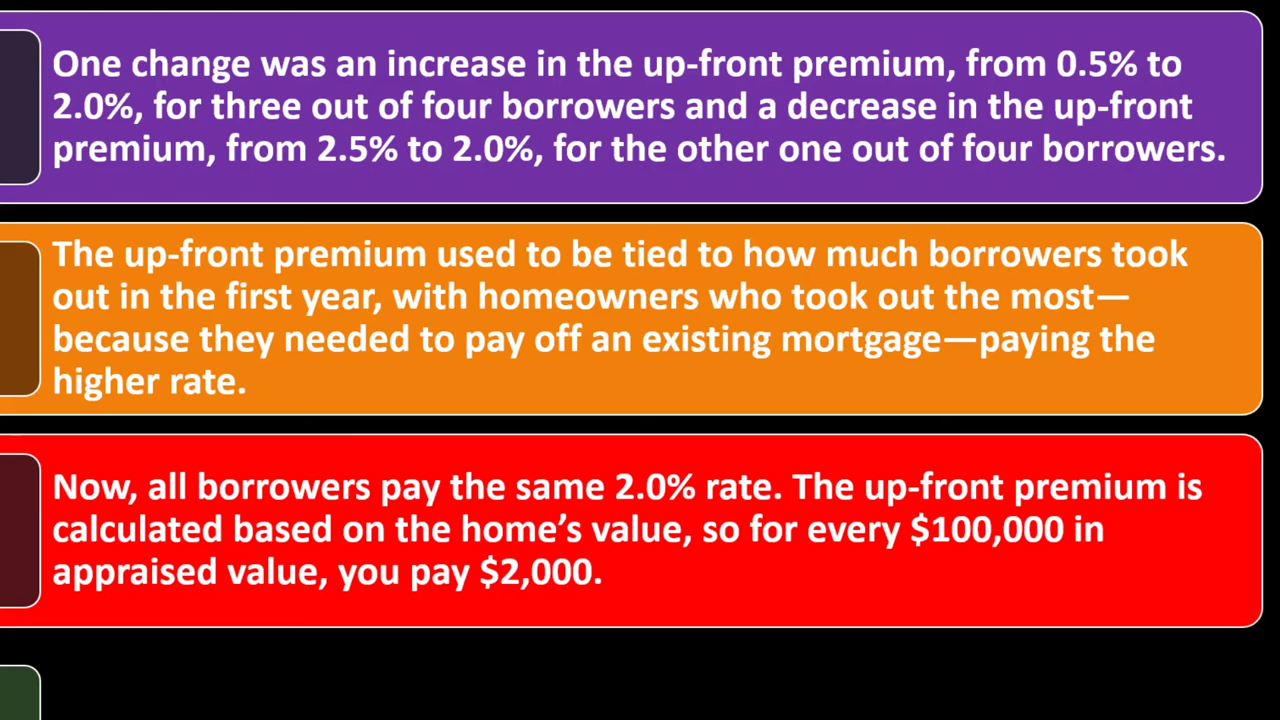 One change was an increase in the up-front premium, from 0.5% to
2.0%, for three out of four borrowers and a decrease in the up-front
premium, from 2.5% to 2.0%, for the other one out of four borrowers.
The up-front premium used to be tied to how much borrowers took
out in the first year, with homeowners who took out the most—
because they needed to pay off an existing mortgage—paying the
higher rate.
Now, all borrowers pay the same 2.0% rate. The up-front premium is
calculated based on the home’s value, so for every $100,000 in
appraised value, you pay $2,000.